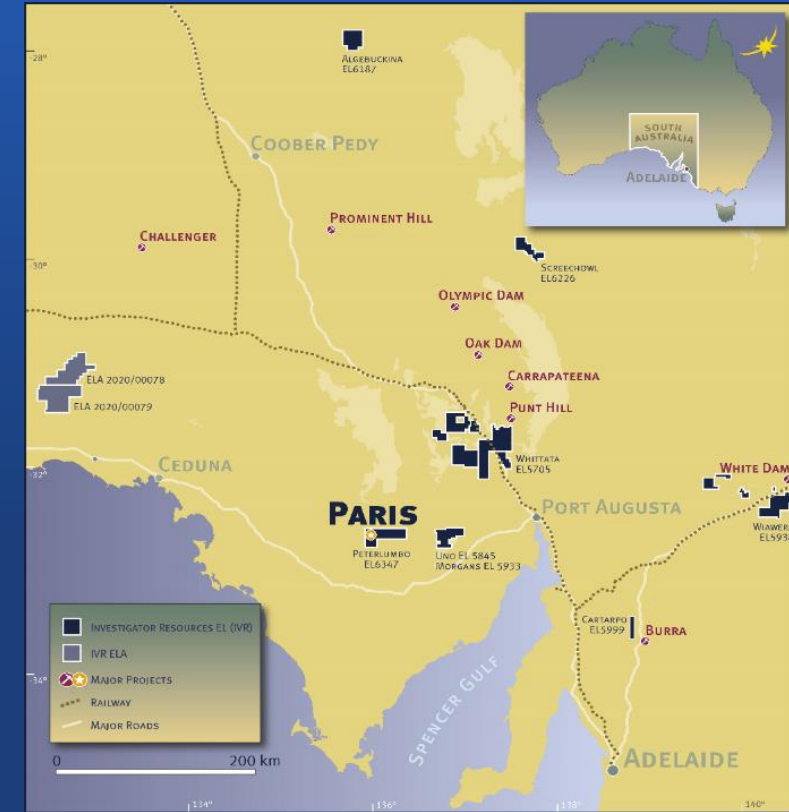 -28°
ALGEBUCKINA
EL6187
SOUTH
AUSTRALIA
ADELAIDE
COOBER PEDY
CHALLENGER
PROMINENT HILL
-30°
SCREECHOWL
EL6226
OLYMPIC DAM
OAK DAM
CARRAPATEENA
PUNT HILL
ELA 2020/00078
ELA 2020/00079
CEDUNA
-32°
WHITTATA
EL5705
WHITE DAM
PARIS
PORT AUGUSTA
PETERLUMBO
EL6347
UNO EL 5845
MORGANS EL 5933
WIAWER
EL593
CARTARPO
EL5999
BURRA
INVESTIGATOR RESOURCES EL (IVR)
IVR ELA
MAJOR PROJECTS
RAILWAY
MAJOR ROADS
-34°
SPENCER GULF
0 200 km
ADELAIDE
134°
136°
138°
140°